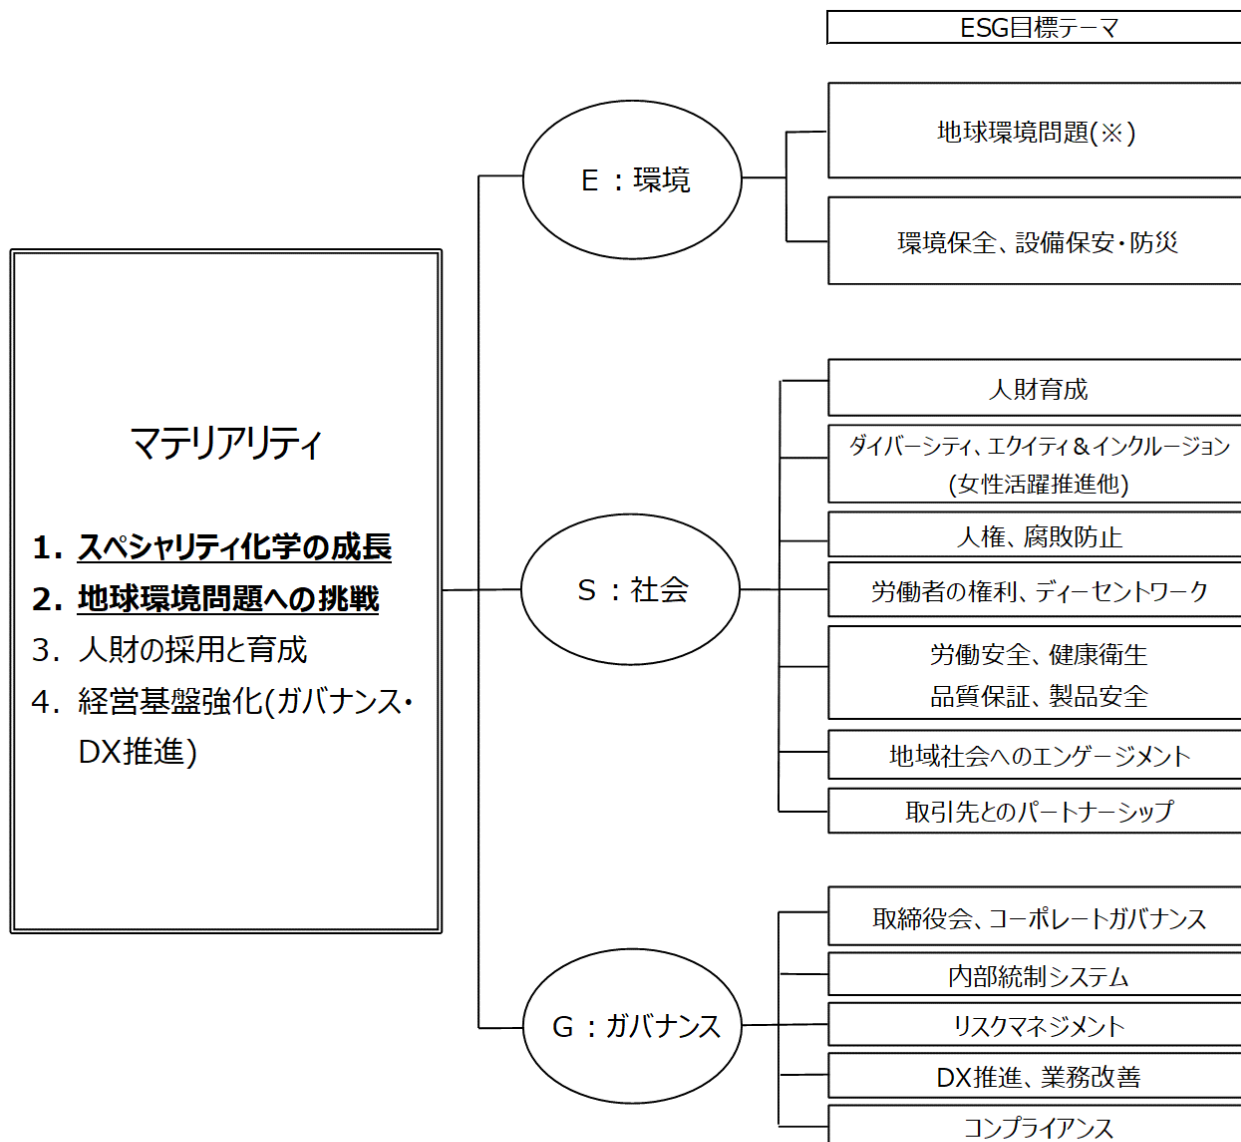 ESG目標テーマ
マテリアリティ
1. スペシャリティ化学の成長
2. 地球環境問題への挑戦
3. 人財の採用と育成
4. 経営基盤強化(ガバナンス・
DX推進)
E：環境
地球環境問題(※)
環境保全、設備保安・防災
S：社会
人財育成
ダイバーシティ、エクイティ＆インクルージョン
(女性活躍推進他)
人権、腐敗防止
労働者の権利、ディーセントワーク
労働安全、健康衛生
品質保証、製品安全
地域社会へのエンゲージメント
取引先とのパートナーシップ
G：ガバナンス
取締役会、コーポレートガバナンス
内部統制システム
リスクマネジメント
DX推進、業務改善
コンプライアンス